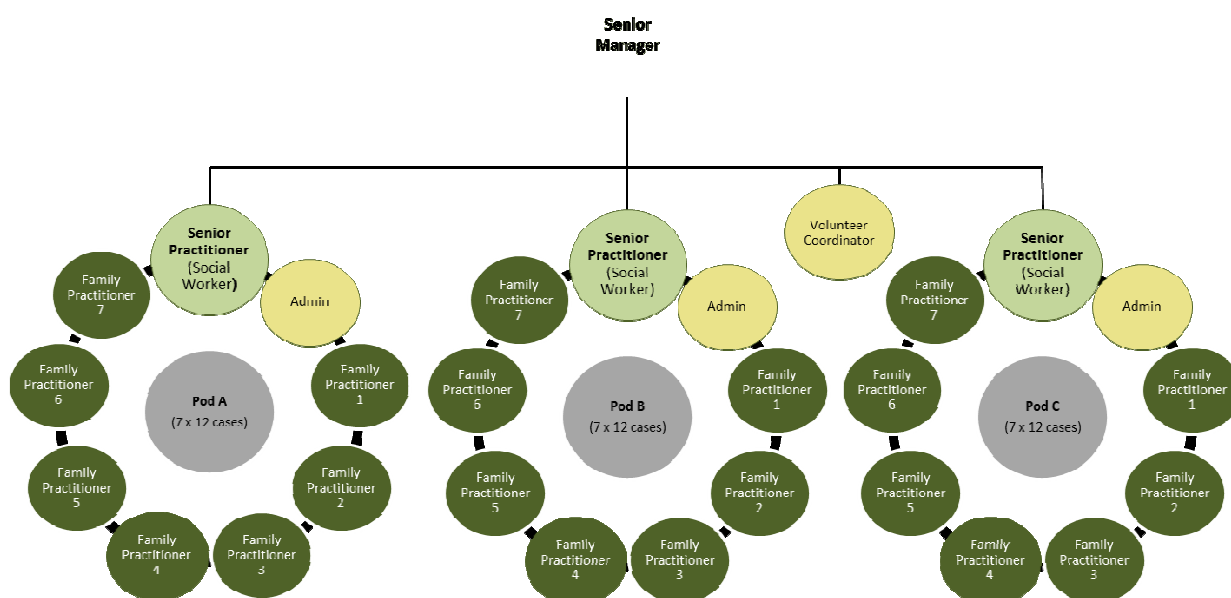 Senior
Manager
Volunteer
Coordinator
Senior
Practitioner
(Social
Worker)
Admin
Family
Practitioner
7
Family
Practitioner
6
Family
Practitioner
1
Pod A
(7 x 12 cases)
Family
Practitioner
5
Family
Practitioner
2
Family
Practitioner
4
Family
Practitioner
3
Senior
Practitioner
(Social
Worker)
Admin
Family
Practitioner
7
Family
Practitioner
6
Family
Practitioner
1
Pod B
(7 x 12 cases)
Family
Practitioner
5
Family
Practitioner
2
Family
Practitioner
4
Family
Practitioner
3
Senior
Practitioner
(Social
Worker)
Admin
Family
Practitioner
7
Family
Practitioner
6
Family
Practitioner
1
Pod C
(7 x 12 cases)
Family
Practitioner
5
Family
Practitioner
2
Family
Practitioner
4
Family
Practitioner
3